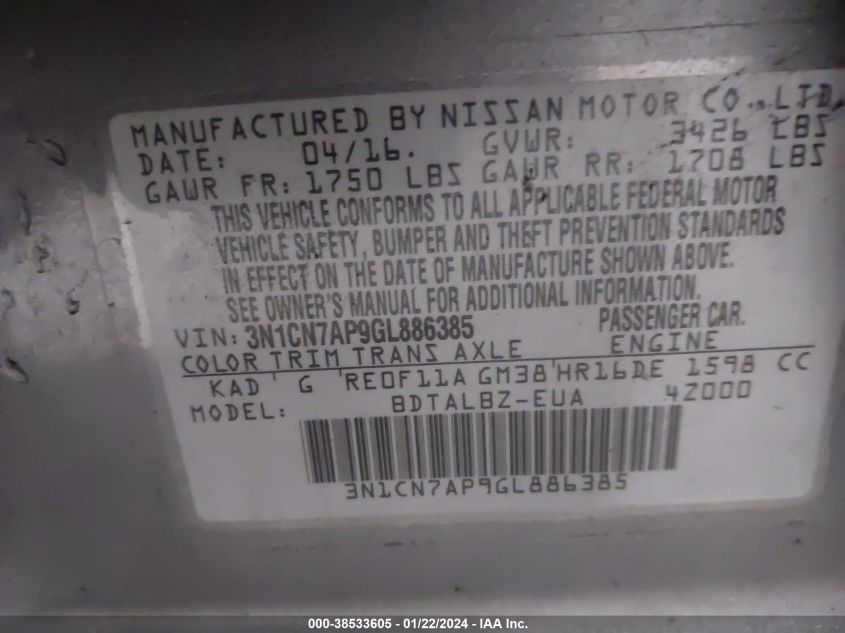 MANUFACTURED BY NISSAN MOTOR CO., LTD.
DATE: 04/16. GVWR: 3426 LBS
GAWR FR: 1750 LBS GAWR RR: 1708 LBS
THIS VEHICLE CONFORMS TO ALL APPLICABLE FEDERAL MOTOR
VEHICLE SAFETY, BUMPER AND THEFT PREVENTION STANDARDS
IN EFFECT ON THE DATE OF MANUFACTURE SHOWN ABOVE.
SEE OWNER'S MANUAL FOR ADDITIONAL INFORMATION.
VIN: 3N1CN7AP9GL886385 PASSENGER CAR.
COLOR TRIM TRANS AXLE ENGINE
KAD G RE0F11A GM38 HR16DE 1598 CC
MODEL: BDTALBZ-EUA 42000
3N1CN7AP9GL886385
000-38533605 - 01/22/2024 - IAA Inc.